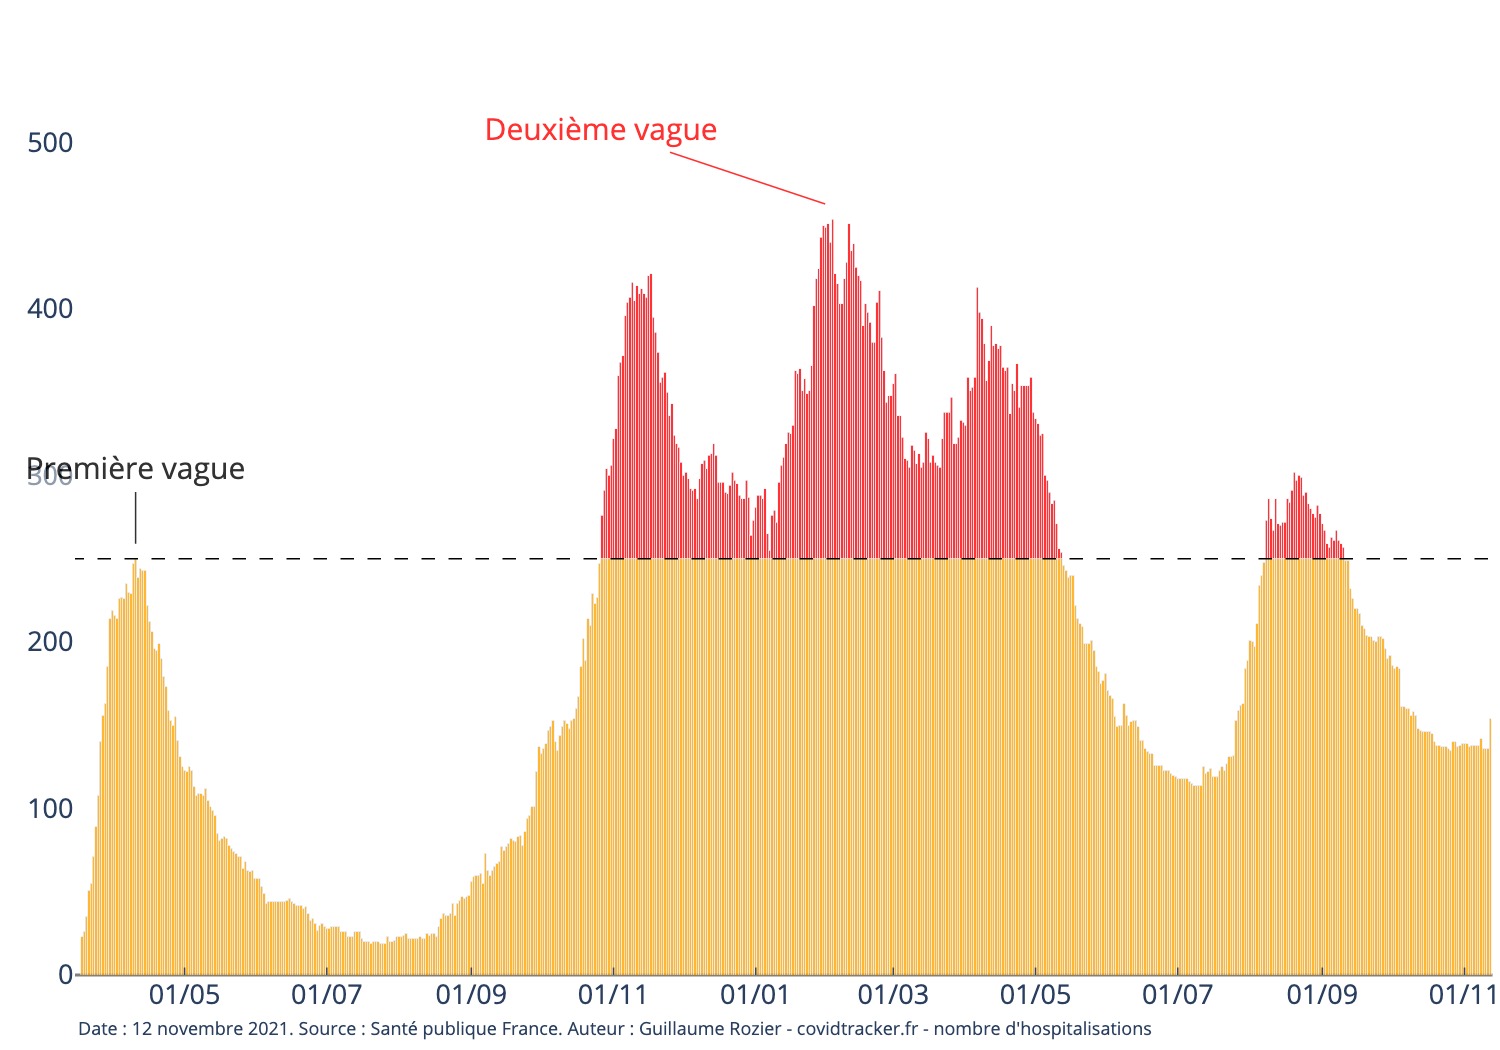 Deuxième vague
500
400
Première vague
300
200
100
0
01/05 01/07 01/09 01/11 01/01 01/03 01/05 01/07 01/09 01/11
Date : 12 novembre 2021. Source : Santé publique France. Auteur : Guillaume Rozier - covidtracker.fr - nombre d'hospitalisations